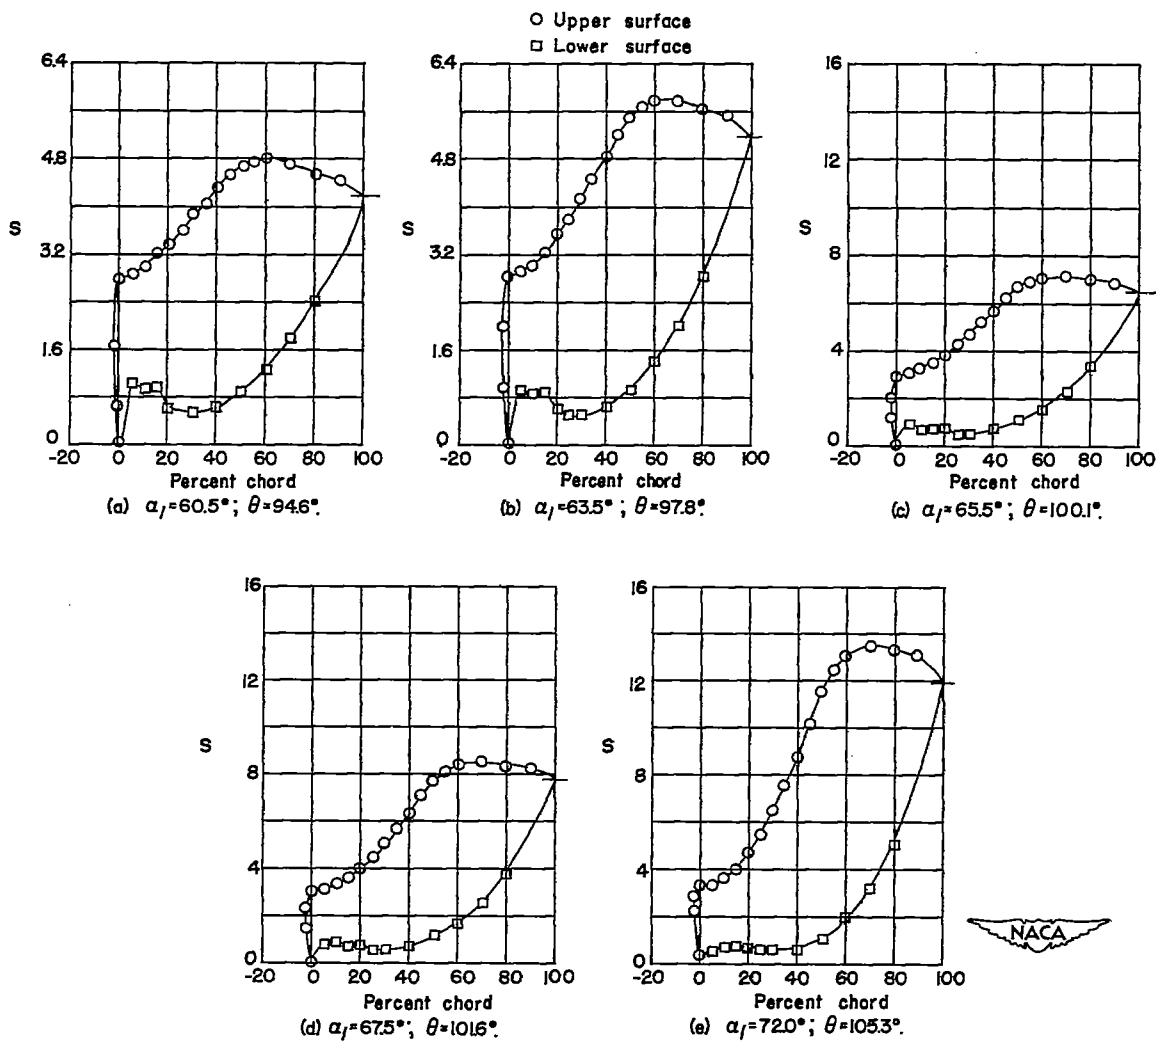 ○ Upper surface
□ Lower surface
6.4
4.8
S
3.2
1.6
0
-20 0 20 40 60 80 100
Percent chord
(a) α₁=60.5°; θ=94.6°.
6.4
4.8
S
3.2
1.6
0
-20 0 20 40 60 80 100
Percent chord
(b) α₁=63.5°; θ=97.8°.
16
12
S
8
4
0
-20 0 20 40 60 80 100
Percent chord
(c) α₁=65.5°; θ=100.1°.
16
12
S
8
4
0
-20 0 20 40 60 80 100
Percent chord
(d) α₁=67.5°; θ=101.6°.
16
12
S
8
4
0
-20 0 20 40 60 80 100
Percent chord
(e) α₁=72.0°; θ=105.3°.
NACA